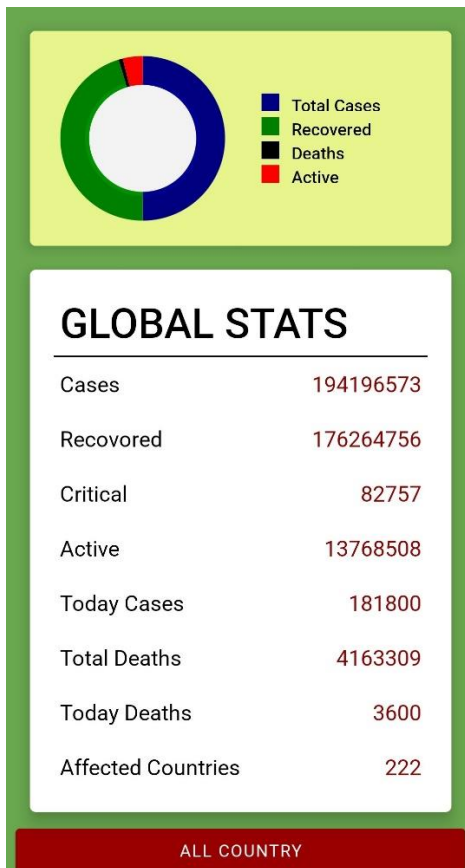 Total Cases
Recovered
Deaths
Active
GLOBAL STATS
Cases 194196573
Recovored 176264756
Critical 82757
Active 13768508
Today Cases 181800
Total Deaths 4163309
Today Deaths 3600
Affected Countries 222
ALL COUNTRY